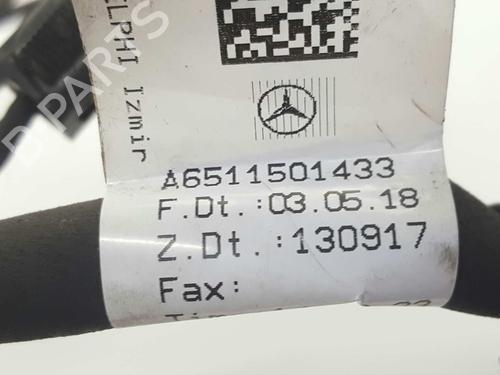 ELPHI Izmir
A6511501433
F.Dt.:03.05.18
Z.Dt.:130917
Fax: